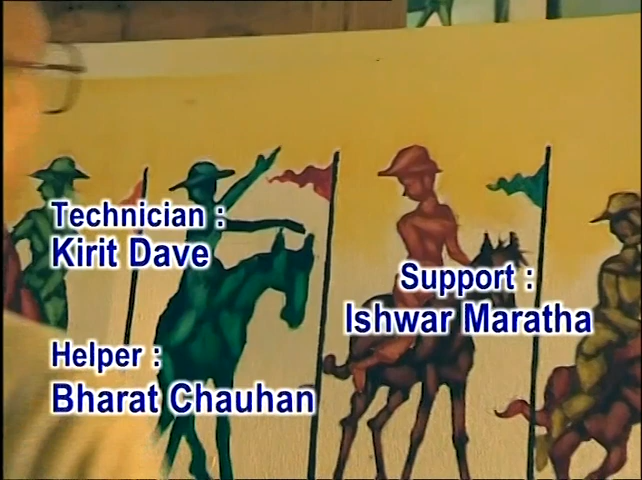 Technician :
Kirit Dave
Support :
Ishwar Maratha
Helper :
Bharat Chauhan